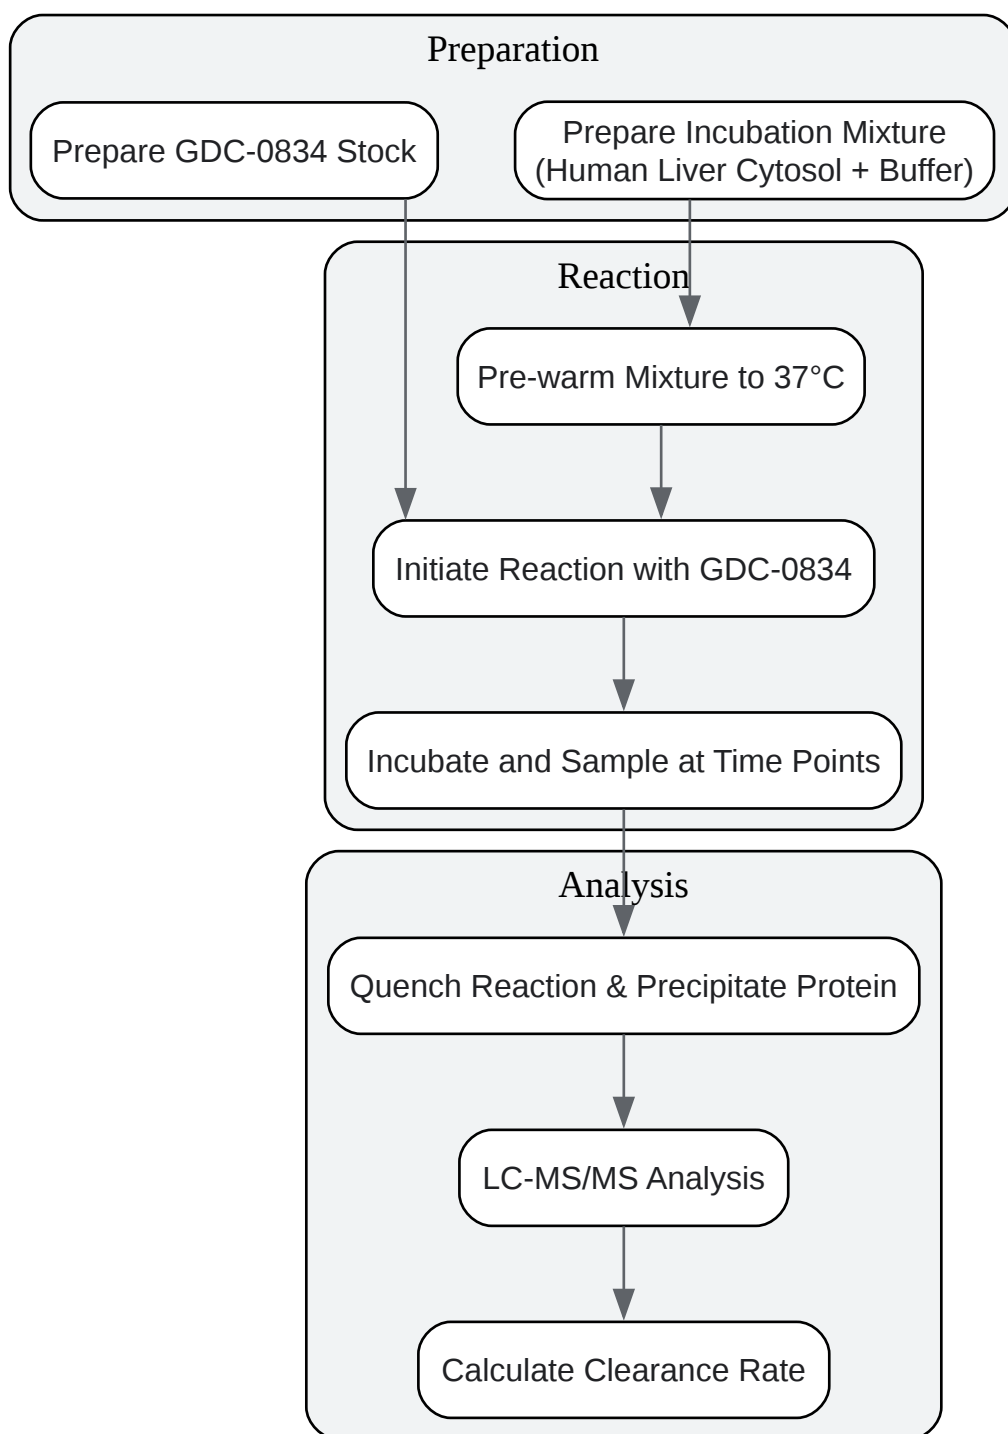 Preparation
Prepare GDC-0834 Stock
Prepare Incubation Mixture
(Human Liver Cytosol + Buffer)
Reaction
Pre-warm Mixture to 37°C
Initiate Reaction with GDC-0834
Incubate and Sample at Time Points
Analysis
Quench Reaction & Precipitate Protein
LC-MS/MS Analysis
Calculate Clearance Rate